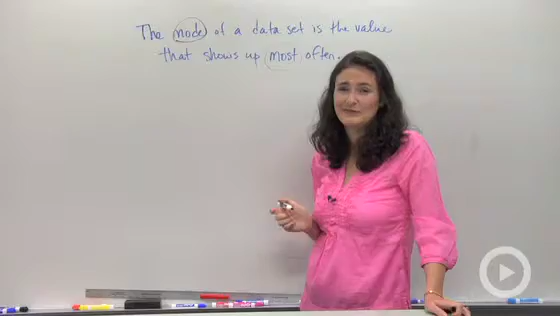 The mode of a data set is the value
that shows up most often.